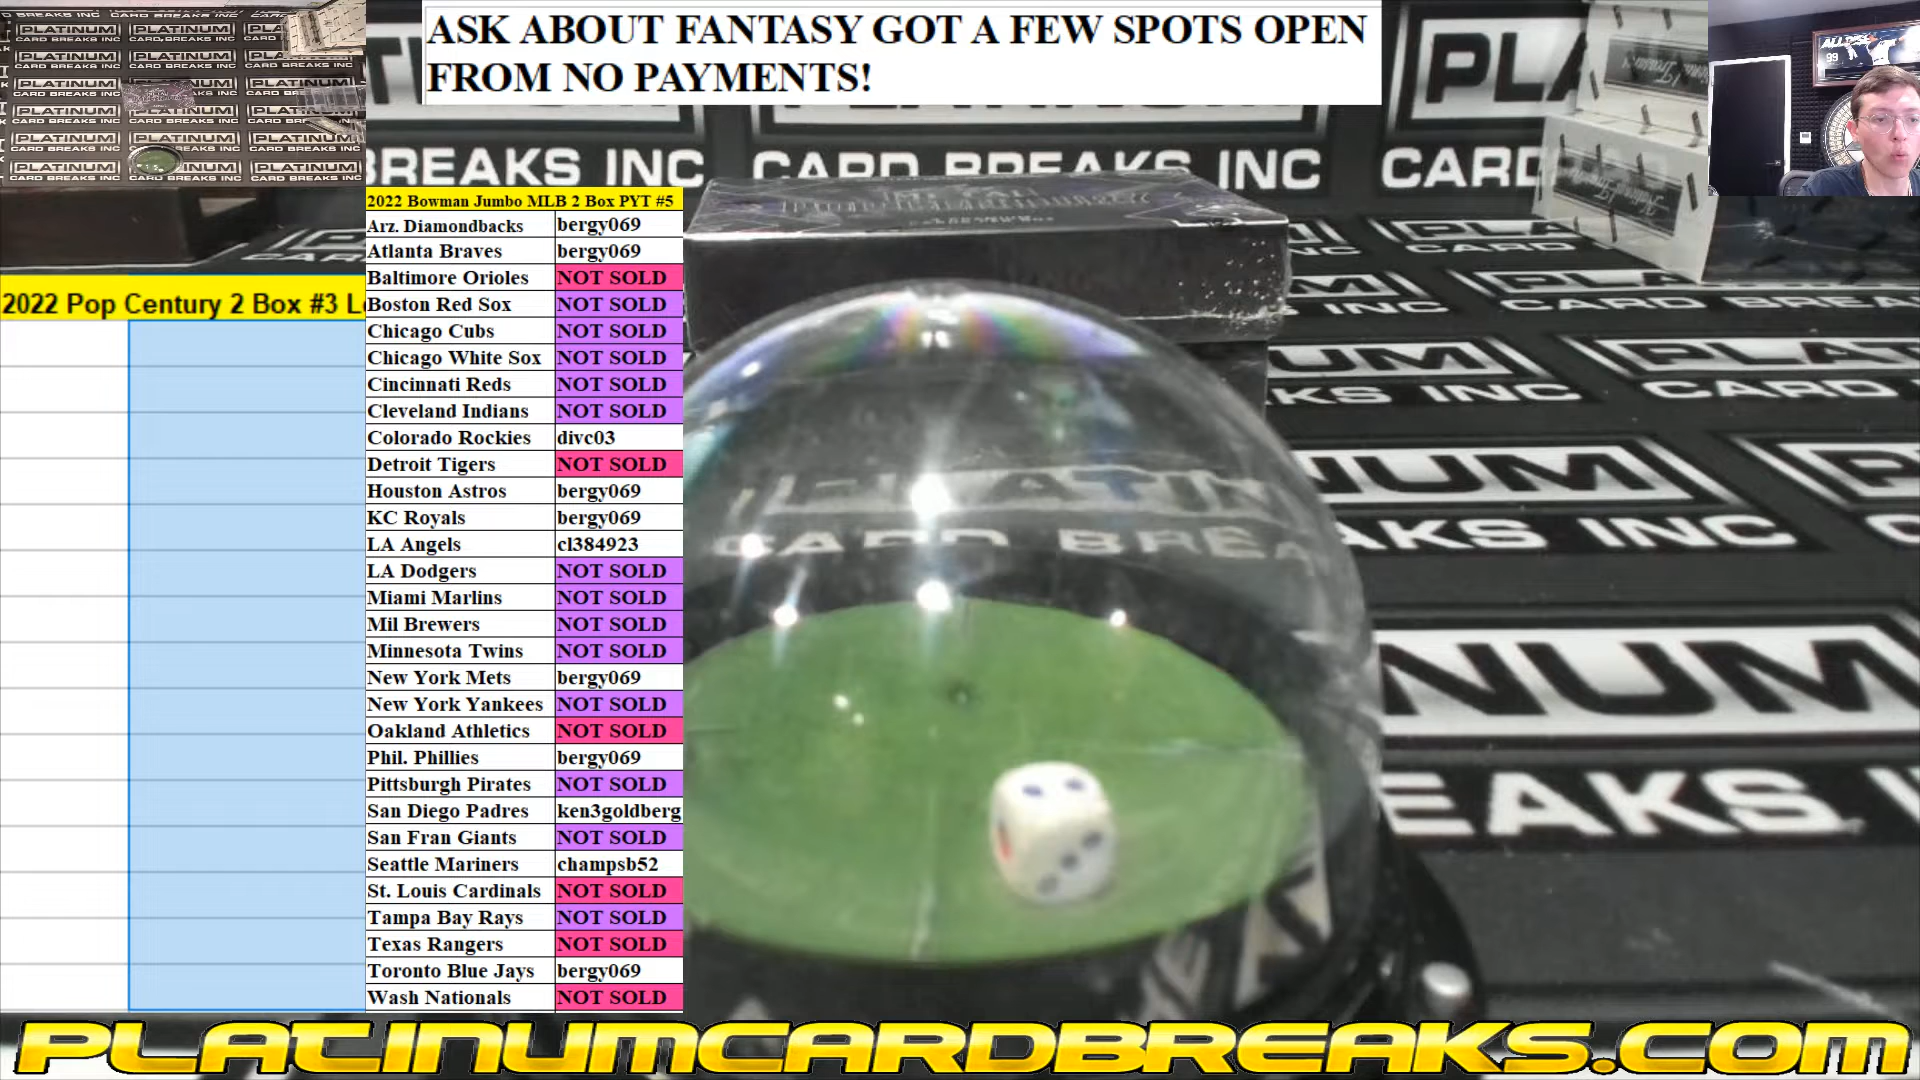 ASK ABOUT FANTASY GOT A FEW SPOTS OPEN
FROM NO PAYMENTS!
PLATINUM
CARD BREAKS INC
BREAKS INC
CARD BREAKS INC
CARD
ALL RISE
99
2022 Pop Century 2 Box #3 L
2022 Bowman Jumbo MLB 2 Box PYT #5
Arz. Diamondbacks bergy069
Atlanta Braves bergy069
Baltimore Orioles NOT SOLD
Boston Red Sox NOT SOLD
Chicago Cubs NOT SOLD
Chicago White Sox NOT SOLD
Cincinnati Reds NOT SOLD
Cleveland Indians NOT SOLD
Colorado Rockies divc03
Detroit Tigers NOT SOLD
Houston Astros bergy069
KC Royals bergy069
LA Angels cl384923
LA Dodgers NOT SOLD
Miami Marlins NOT SOLD
Mil Brewers NOT SOLD
Minnesota Twins NOT SOLD
New York Mets bergy069
New York Yankees NOT SOLD
Oakland Athletics NOT SOLD
Phil. Phillies bergy069
Pittsburgh Pirates NOT SOLD
San Diego Padres ken3goldberg
San Fran Giants NOT SOLD
Seattle Mariners champsb52
St. Louis Cardinals NOT SOLD
Tampa Bay Rays NOT SOLD
Texas Rangers NOT SOLD
Toronto Blue Jays bergy069
Wash Nationals NOT SOLD
PLATINUMCARDBREAKS.COM